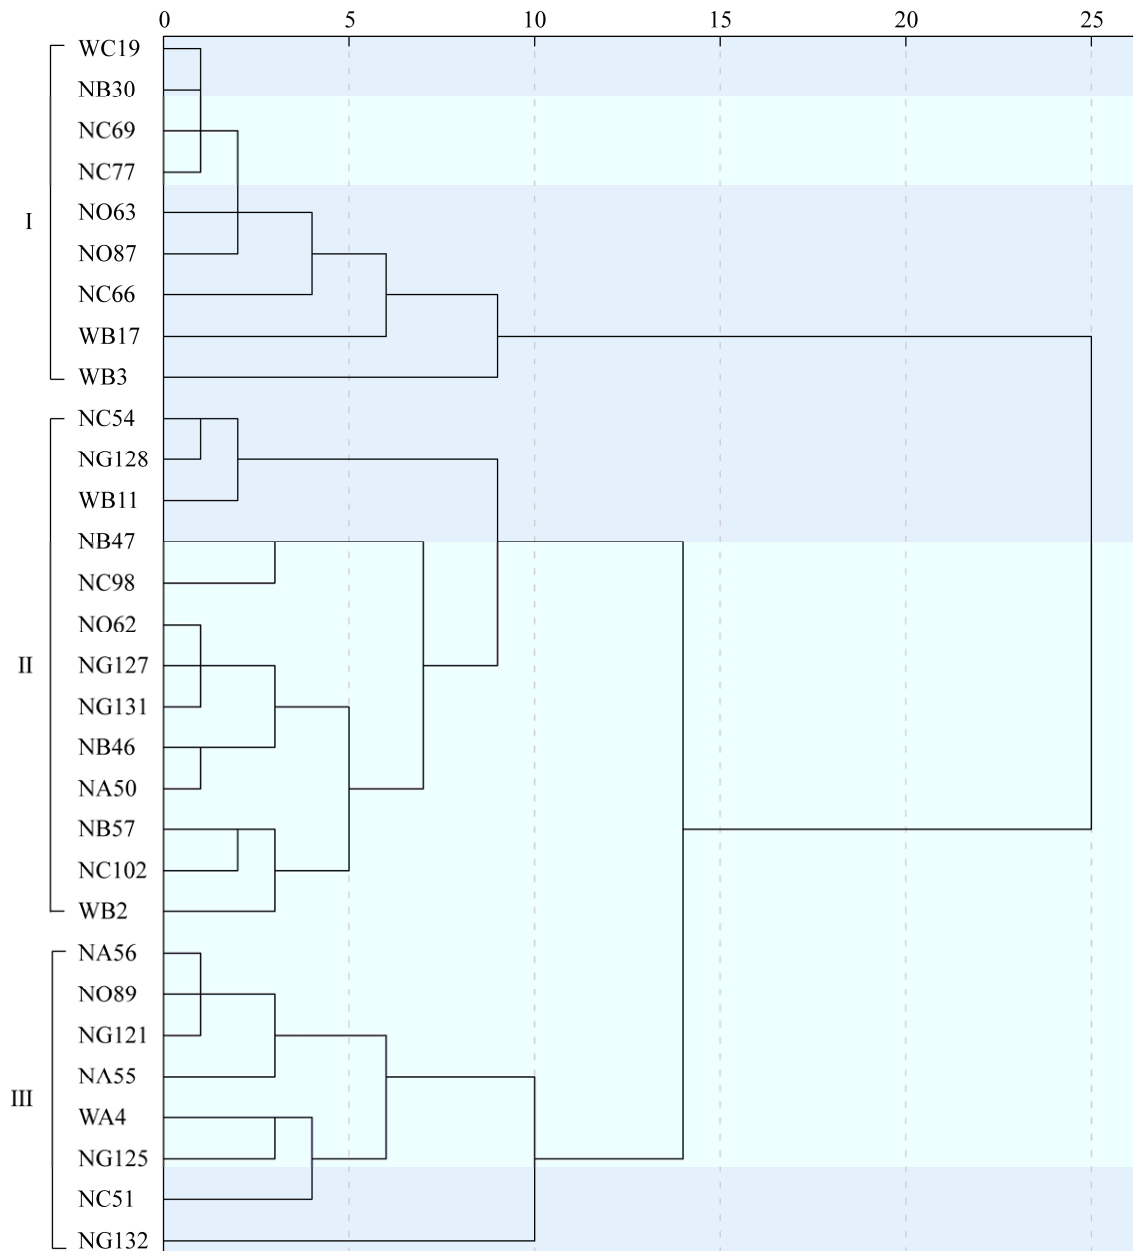 0 5 10 15 20 25
WC19
NB30
NC69
NC77
NO63
I
NO87
NC66
WB17
WB3
NC54
NG128
WB11
NB47
NC98
NO62
II
NG127
NG131
NB46
NA50
NB57
NC102
WB2
NA56
NO89
NG121
NA55
III
WA4
NG125
NC51
NG132